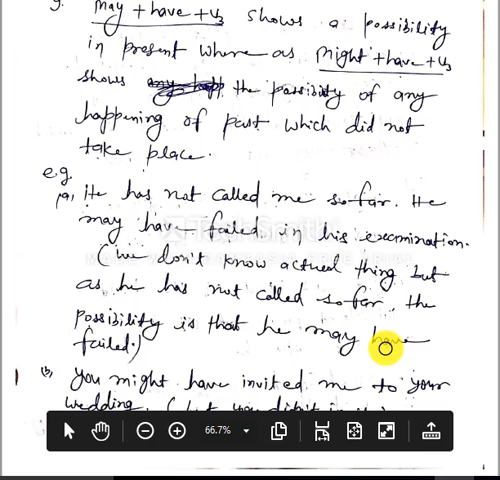 9. may + have + V3 shows a possibility
in present where as might + have + V3
shows the possibility of any
happening of past which did not
take place.
e.g.
(a) He has not called me so far. He
may have failed in his examination.
(we don't know actual thing but
as he has not called so far, the
possibility is that he may have
failed.)
(b) You might have invited me to your
wedding. (
66.7%